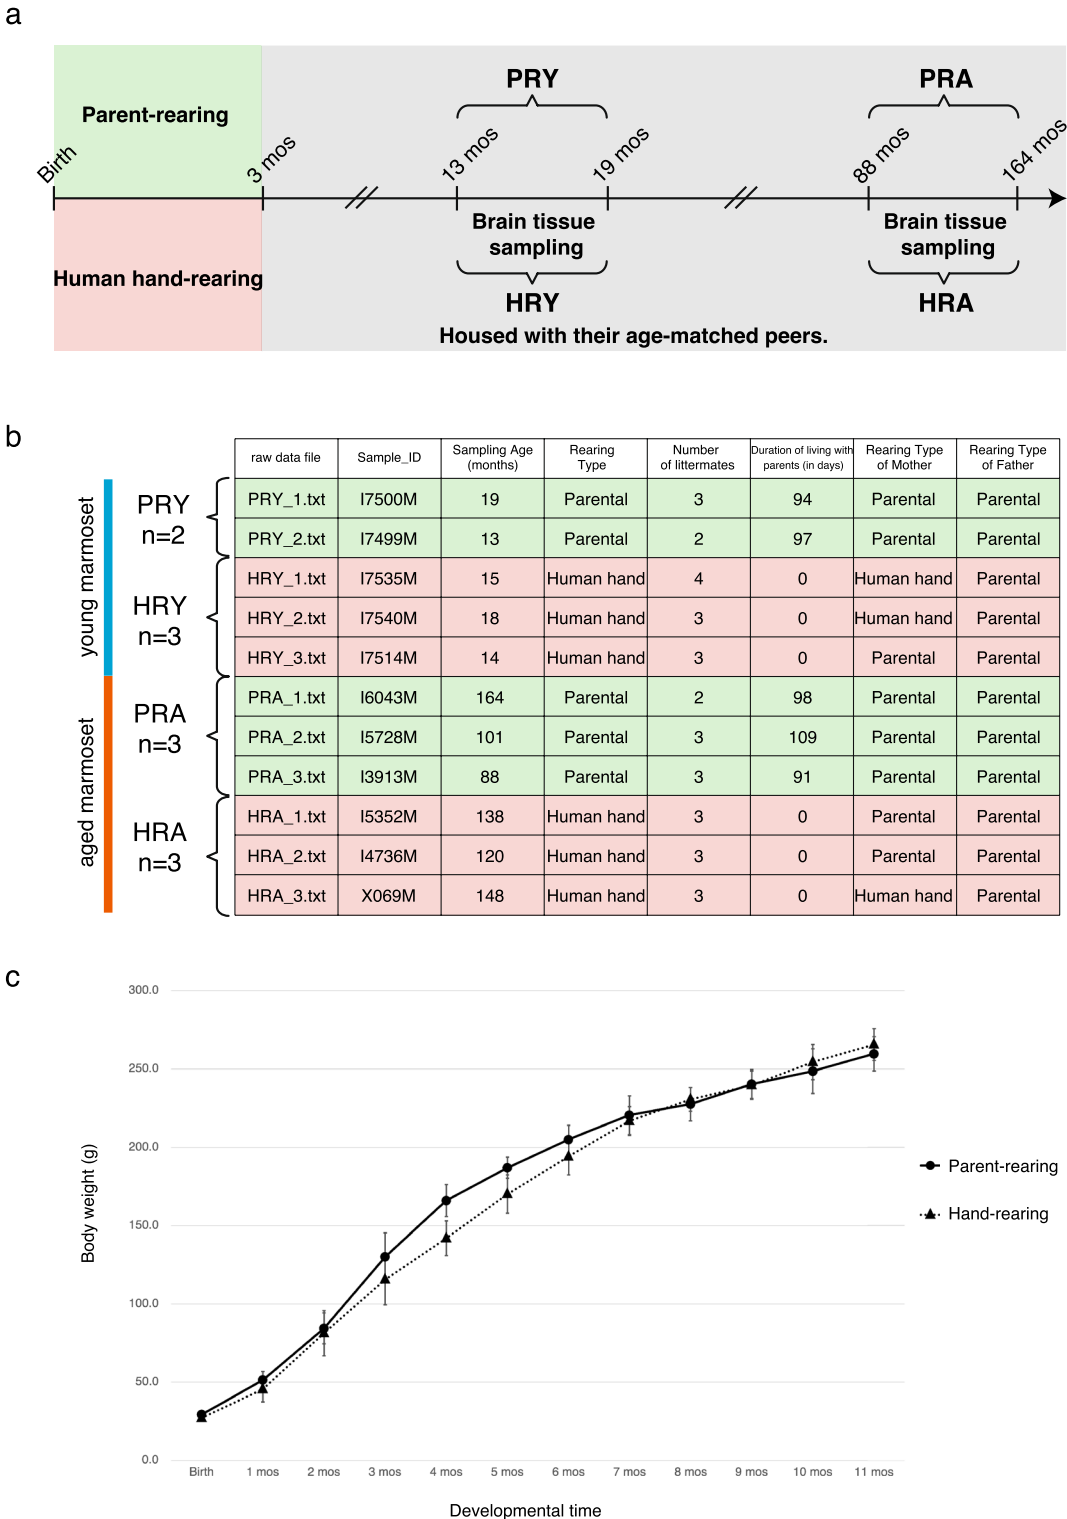 a
PRY
PRA
Parent-rearing
Birth
3 mos
13 mos
19 mos
88 mos
164 mos
Brain tissue
sampling
Brain tissue
sampling
Human hand-rearing
HRY
HRA
Housed with their age-matched peers.
b
raw data file Sample_ID Sampling Age (months) Rearing Type Number of littermates Duration of living with parents (in days) Rearing Type of Mother Rearing Type of Father
young marmoset
PRY
n=2
PRY_1.txt I7500M 19 Parental 3 94 Parental Parental
PRY_2.txt I7499M 13 Parental 2 97 Parental Parental
HRY
n=3
HRY_1.txt I7535M 15 Human hand 4 0 Human hand Parental
HRY_2.txt I7540M 18 Human hand 3 0 Human hand Parental
HRY_3.txt I7514M 14 Human hand 3 0 Parental Parental
aged marmoset
PRA
n=3
PRA_1.txt I6043M 164 Parental 2 98 Parental Parental
PRA_2.txt I5728M 101 Parental 3 109 Parental Parental
PRA_3.txt I3913M 88 Parental 3 91 Parental Parental
HRA
n=3
HRA_1.txt I5352M 138 Human hand 3 0 Parental Parental
HRA_2.txt I4736M 120 Human hand 3 0 Parental Parental
HRA_3.txt X069M 148 Human hand 3 0 Human hand Parental
c
300.0
250.0
200.0
150.0
100.0
50.0
0.0
Body weight (g)
Parent-rearing
Hand-rearing
Birth 1 mos 2 mos 3 mos 4 mos 5 mos 6 mos 7 mos 8 mos 9 mos 10 mos 11 mos
Developmental time